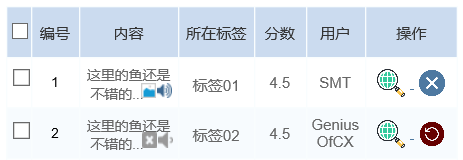 编号 内容 所在标签 分数 用户 操作
1 这里的鱼还是 标签01 4.5 SMT -
不错的...
2 这里的鱼还是 标签02 4.5 Genius -
不错的... OfCX